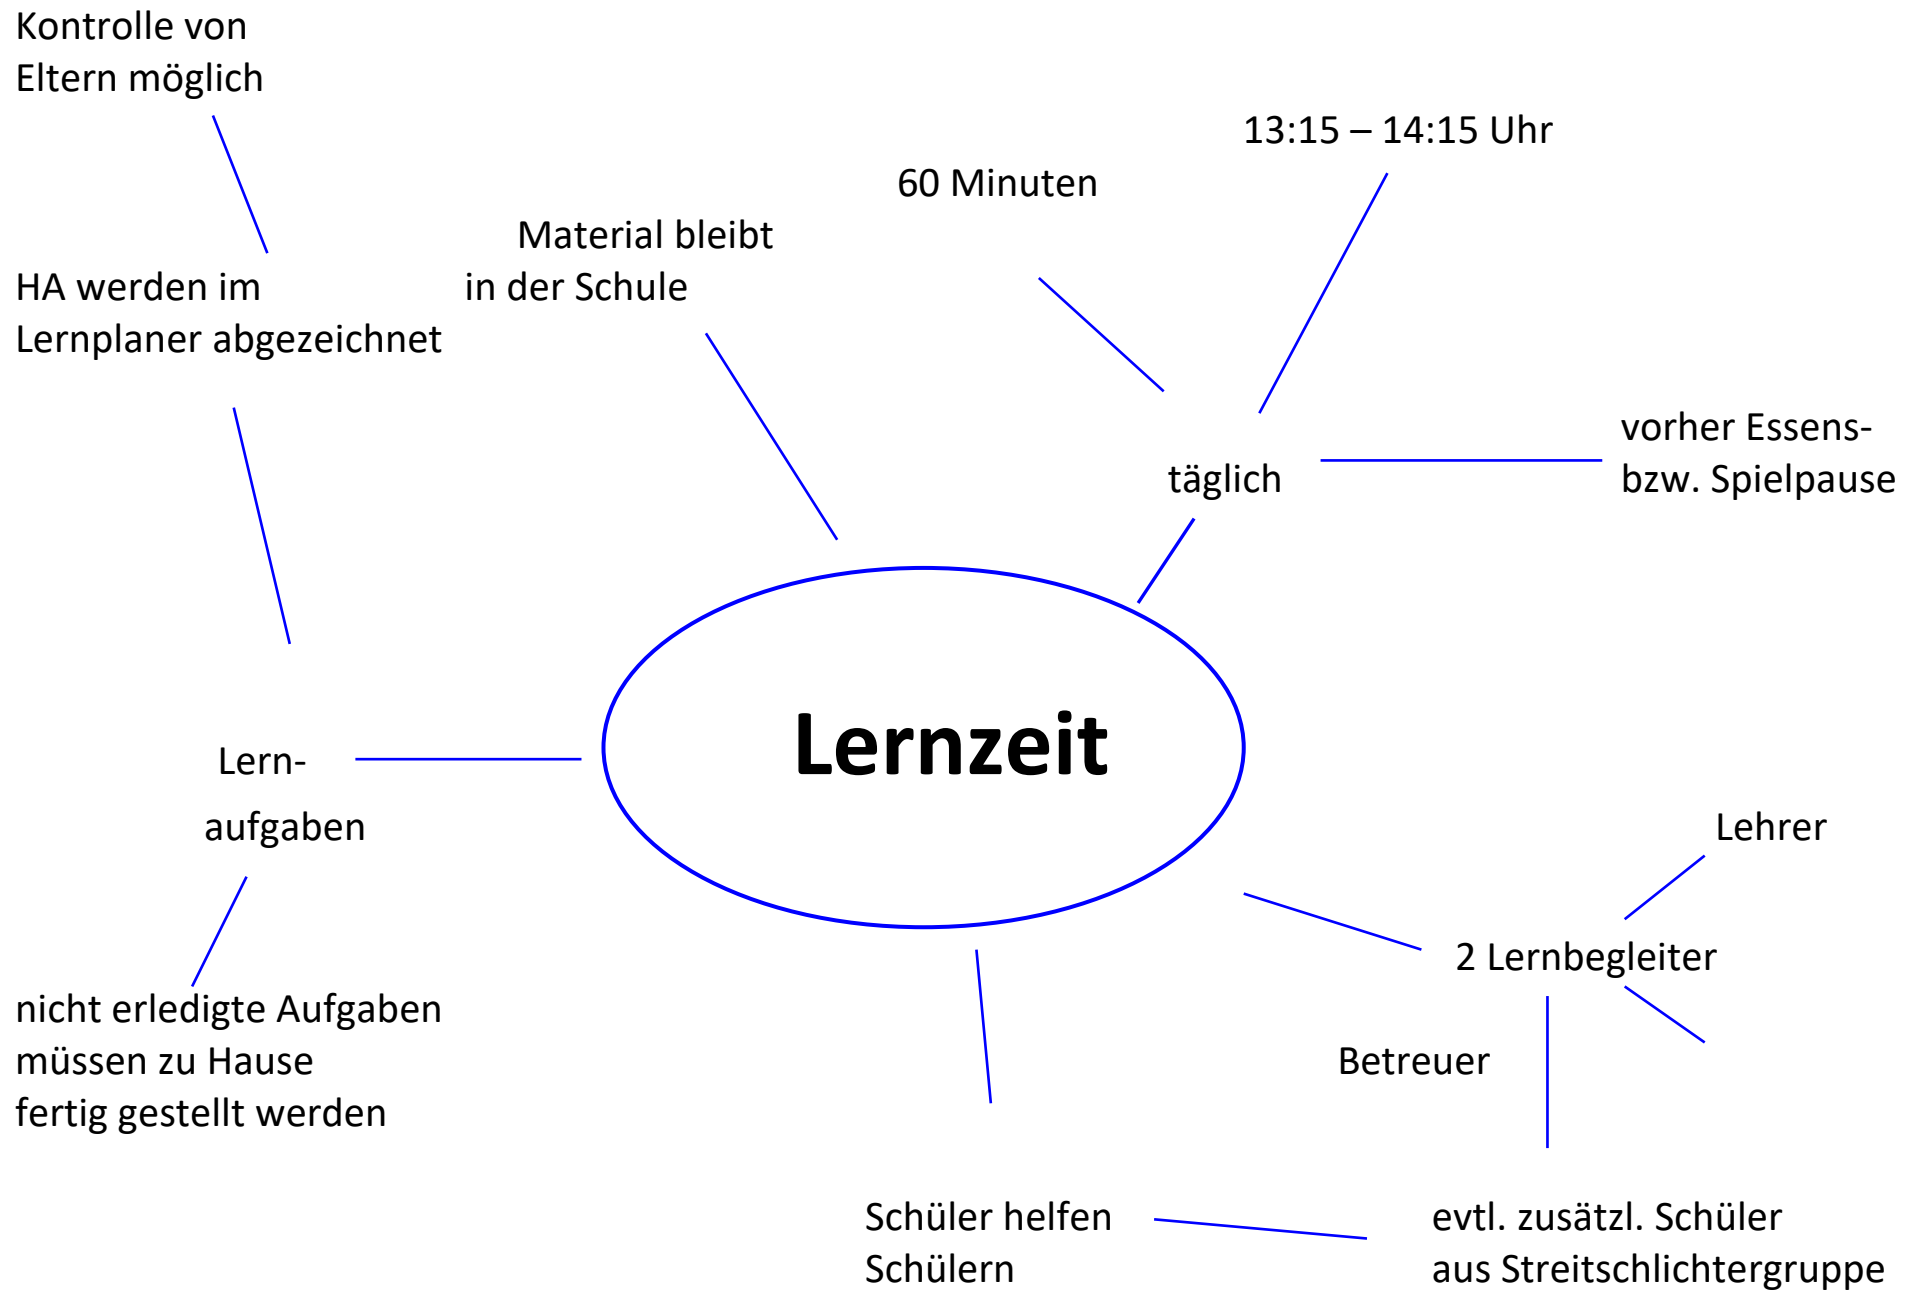 Kontrolle von
Eltern möglich
13:15 – 14:15 Uhr
60 Minuten
Material bleibt
in der Schule
HA werden im
Lernplaner abgezeichnet
vorher Essens-
bzw. Spielpause
täglich
Lernzeit
Lern-
aufgaben
Lehrer
2 Lernbegleiter
nicht erledigte Aufgaben
müssen zu Hause
fertig gestellt werden
Betreuer
Schüler helfen
Schülern
evtl. zusätzl. Schüler
aus Streitschlichtergruppe